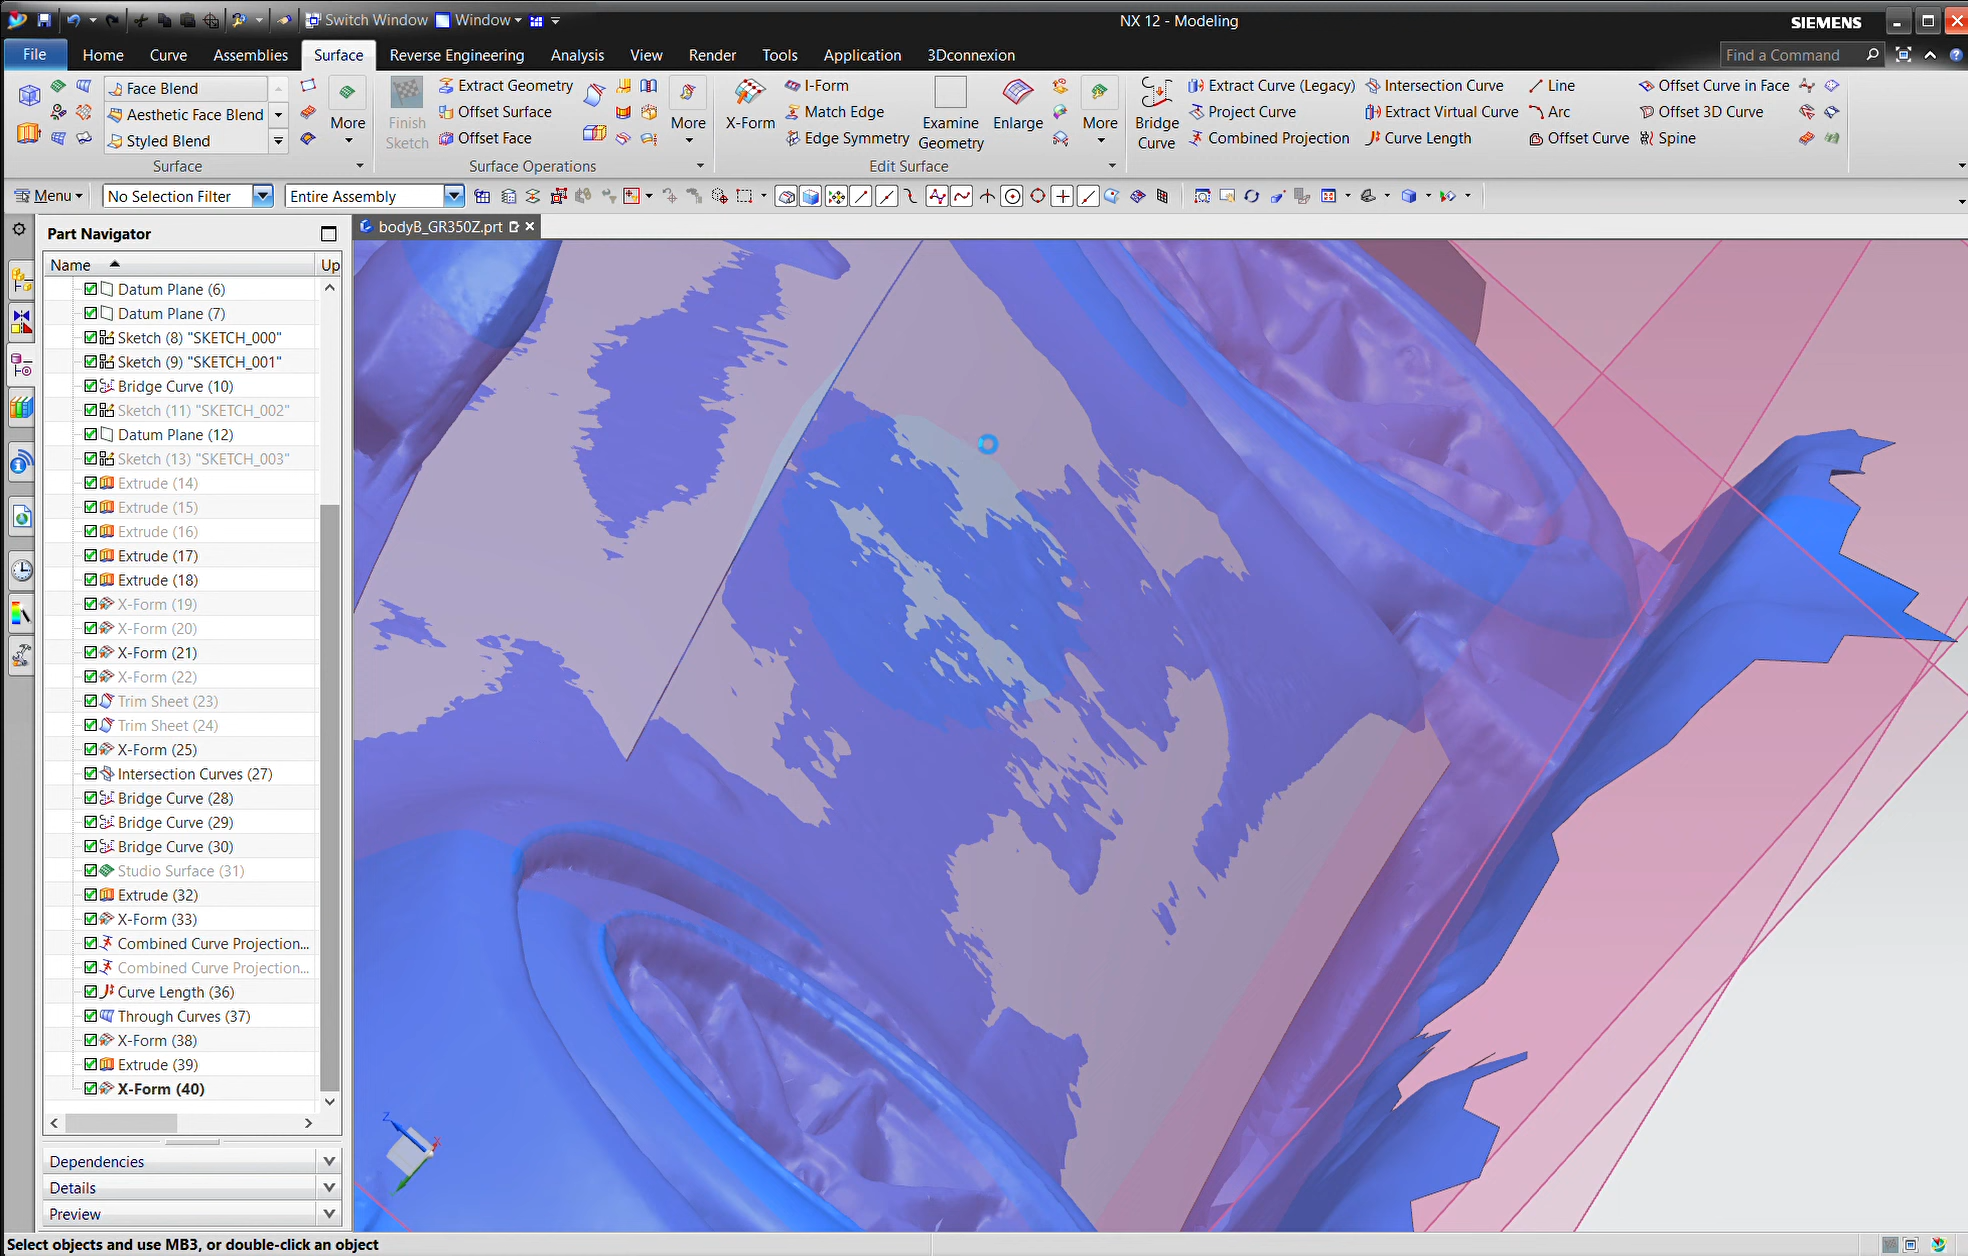 Switch Window Window NX 12 - Modeling SIEMENS
File Home Curve Assemblies Surface Reverse Engineering Analysis View Render Tools Application 3Dconnexion Find a Command
Face Blend
Aesthetic Face Blend
Styled Blend
More
Surface
Finish Sketch
Extract Geometry
Offset Surface
Offset Face
More
Surface Operations
X-Form
I-Form
Match Edge
Edge Symmetry
Examine Geometry
Enlarge
More
Edit Surface
Bridge Curve
Extract Curve (Legacy)
Project Curve
Combined Projection
Intersection Curve
Extract Virtual Curve
Curve Length
Line
Arc
Offset Curve
Offset Curve in Face
Offset 3D Curve
Spine
Menu No Selection Filter Entire Assembly
Part Navigator
bodyB_GR350Z.prt
Name Up
Datum Plane (6)
Datum Plane (7)
Sketch (8) "SKETCH_000"
Sketch (9) "SKETCH_001"
Bridge Curve (10)
Sketch (11) "SKETCH_002"
Datum Plane (12)
Sketch (13) "SKETCH_003"
Extrude (14)
Extrude (15)
Extrude (16)
Extrude (17)
Extrude (18)
X-Form (19)
X-Form (20)
X-Form (21)
X-Form (22)
Trim Sheet (23)
Trim Sheet (24)
X-Form (25)
Intersection Curves (27)
Bridge Curve (28)
Bridge Curve (29)
Bridge Curve (30)
Studio Surface (31)
Extrude (32)
X-Form (33)
Combined Curve Projection...
Combined Curve Projection...
Curve Length (36)
Through Curves (37)
X-Form (38)
Extrude (39)
X-Form (40)
Z
X
Dependencies
Details
Preview
Select objects and use MB3, or double-click an object